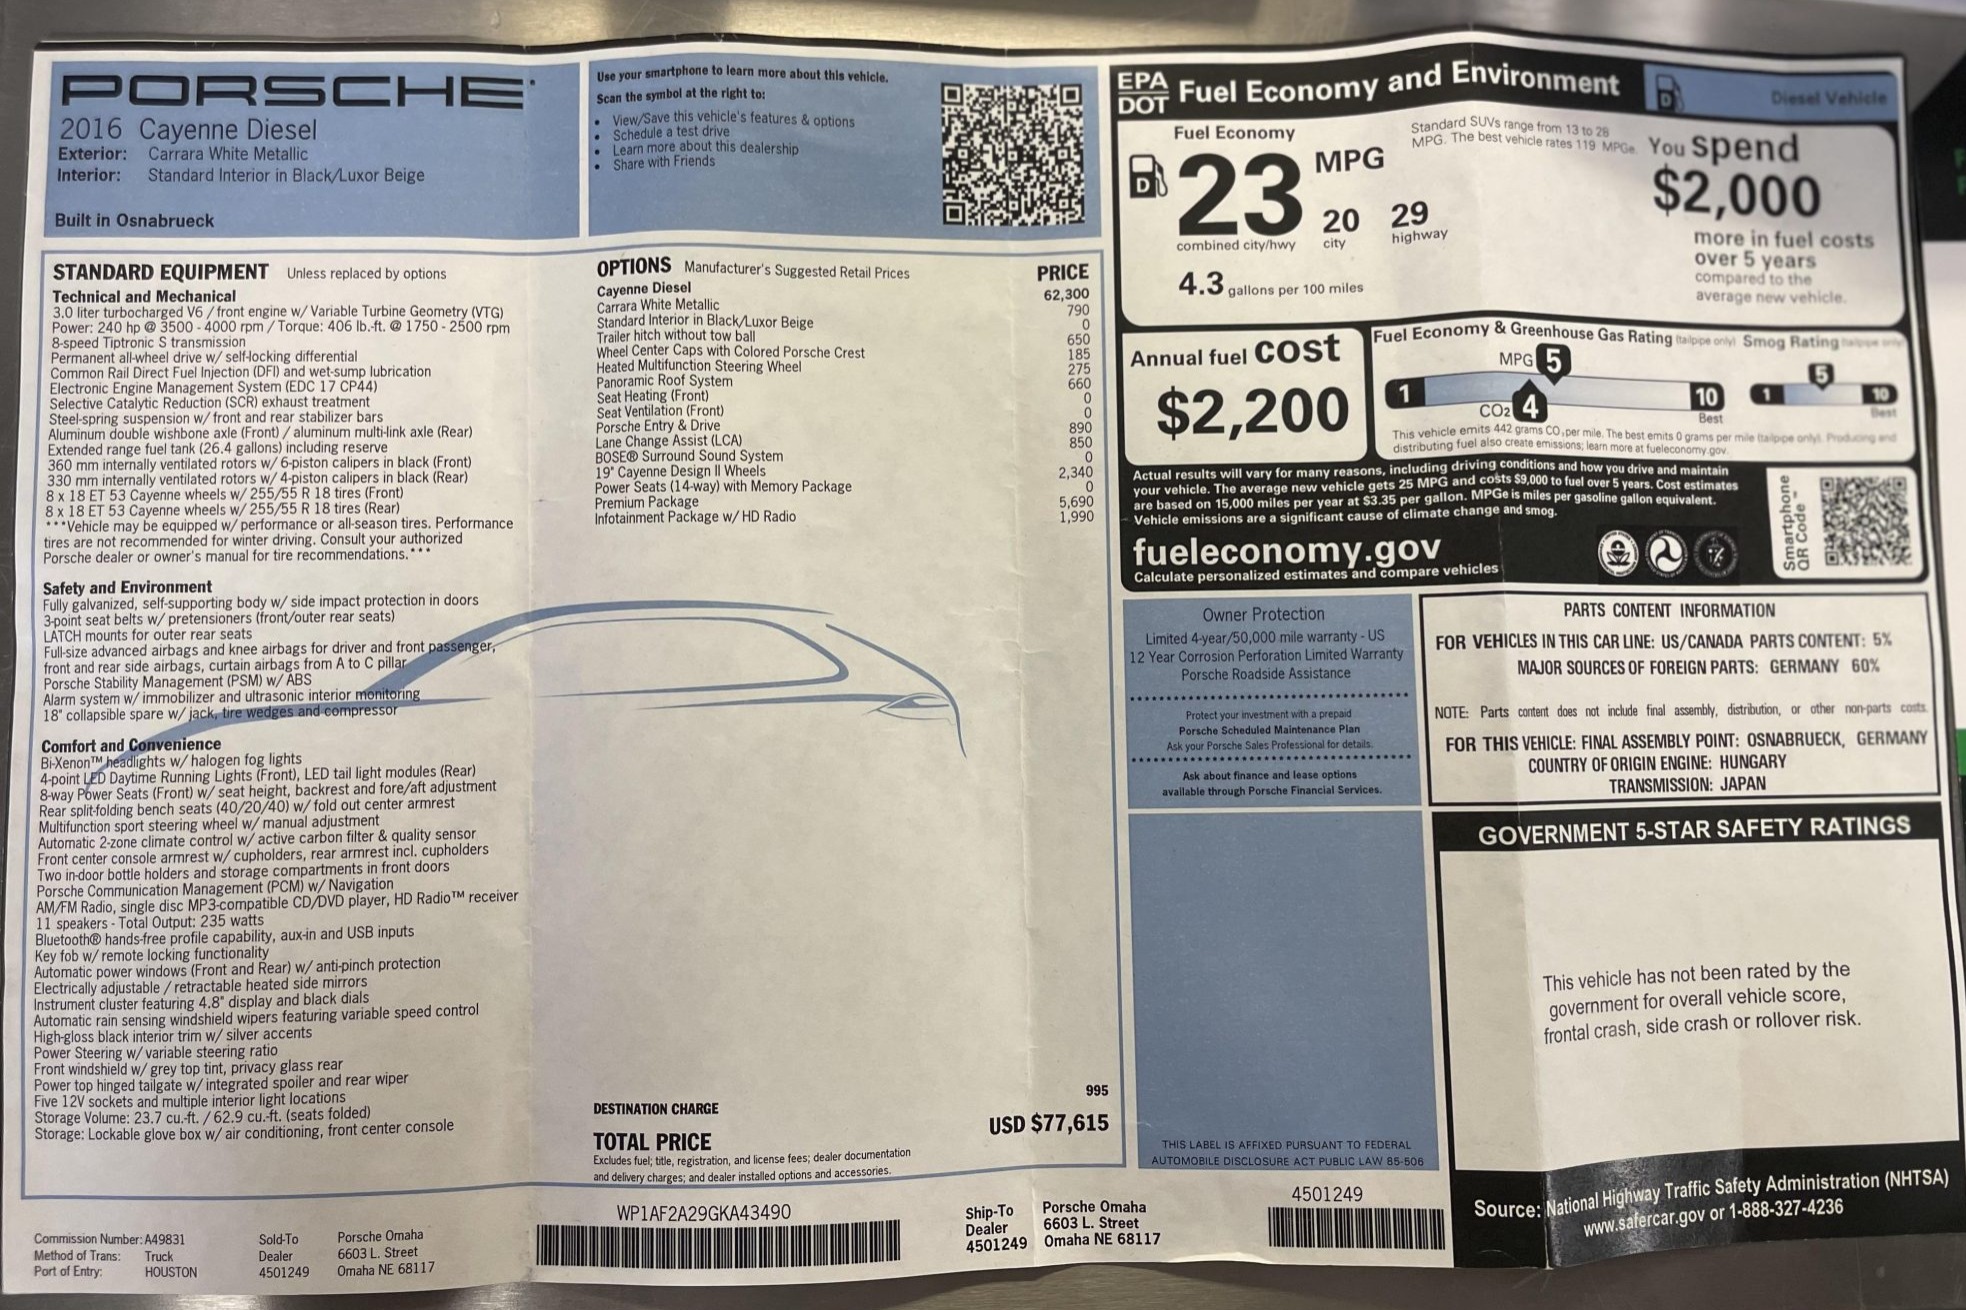 PORSCHE
2016 Cayenne Diesel
Exterior: Carrara White Metallic
Interior: Standard Interior in Black/Luxor Beige
Built in Osnabrueck
Use your smartphone to learn more about this vehicle.
Scan the symbol at the right to:
• View/Save this vehicle's features & options
• Schedule a test drive
• Learn more about this dealership
• Share with Friends
STANDARD EQUIPMENT Unless replaced by options
Technical and Mechanical
3.0 liter turbocharged V6 / front engine w/ Variable Turbine Geometry (VTG)
Power: 240 hp @ 3500 - 4000 rpm / Torque: 406 lb.-ft. @ 1750 - 2500 rpm
8-speed Tiptronic S transmission
Permanent all-wheel drive w/ self-locking differential
Common Rail Direct Fuel Injection (DFI) and wet-sump lubrication
Electronic Engine Management System (EDC 17 CP44)
Selective Catalytic Reduction (SCR) exhaust treatment
Steel-spring suspension w/ front and rear stabilizer bars
Aluminum double wishbone axle (Front) / aluminum multi-link axle (Rear)
Extended range fuel tank (26.4 gallons) including reserve
360 mm internally ventilated rotors w/ 6-piston calipers in black (Front)
330 mm internally ventilated rotors w/ 4-piston calipers in black (Rear)
8 x 18 ET 53 Cayenne wheels w/ 255/55 R 18 tires (Front)
8 x 18 ET 53 Cayenne wheels w/ 255/55 R 18 tires (Rear)
***Vehicle may be equipped w/ performance or all-season tires. Performance
tires are not recommended for winter driving. Consult your authorized
Porsche dealer or owner's manual for tire recommendations.***
Safety and Environment
Fully galvanized, self-supporting body w/ side impact protection in doors
3-point seat belts w/ pretensioners (front/outer rear seats)
LATCH mounts for outer rear seats
Full-size advanced airbags and knee airbags for driver and front passenger,
front and rear side airbags, curtain airbags from A to C pillar
Porsche Stability Management (PSM) w/ ABS
Alarm system w/ immobilizer and ultrasonic interior monitoring
18" collapsible spare w/ jack, tire wedges and compressor
Comfort and Convenience
Bi-Xenon™ headlights w/ halogen fog lights
4-point LED Daytime Running Lights (Front), LED tail light modules (Rear)
8-way Power Seats (Front) w/ seat height, backrest and fore/aft adjustment
Rear split-folding bench seats (40/20/40) w/ fold out center armrest
Multifunction sport steering wheel w/ manual adjustment
Automatic 2-zone climate control w/ active carbon filter & quality sensor
Front center console armrest w/ cupholders, rear armrest incl. cupholders
Two in-door bottle holders and storage compartments in front doors
Porsche Communication Management (PCM) w/ Navigation
AM/FM Radio, single disc MP3-compatible CD/DVD player, HD Radio™ receiver
11 speakers - Total Output: 235 watts
Bluetooth® hands-free profile capability, aux-in and USB inputs
Key fob w/ remote locking functionality
Automatic power windows (Front and Rear) w/ anti-pinch protection
Electrically adjustable / retractable heated side mirrors
Instrument cluster featuring 4.8" display and black dials
Automatic rain sensing windshield wipers featuring variable speed control
High-gloss black interior trim w/ silver accents
Power Steering w/ variable steering ratio
Front windshield w/ grey top tint, privacy glass rear
Power top hinged tailgate w/ integrated spoiler and rear wiper
Five 12V sockets and multiple interior light locations
Storage Volume: 23.7 cu.-ft. / 62.9 cu.-ft. (seats folded)
Storage: Lockable glove box w/ air conditioning, front center console
OPTIONS Manufacturer's Suggested Retail Prices PRICE
Cayenne Diesel 62,300
Carrara White Metallic 790
Standard Interior in Black/Luxor Beige 0
Trailer hitch without tow ball 650
Wheel Center Caps with Colored Porsche Crest 185
Heated Multifunction Steering Wheel 275
Panoramic Roof System 660
Seat Heating (Front) 0
Seat Ventilation (Front) 0
Porsche Entry & Drive 890
Lane Change Assist (LCA) 850
BOSE® Surround Sound System 0
19" Cayenne Design II Wheels 2,340
Power Seats (14-way) with Memory Package 0
Premium Package 5,690
Infotainment Package w/ HD Radio 1,990
DESTINATION CHARGE 995
TOTAL PRICE USD $77,615
Excludes fuel; title, registration, and license fees; dealer documentation
and delivery charges; and dealer installed options and accessories.
EPA
DOT Fuel Economy and Environment
D
Diesel Vehicle
Fuel Economy
D
23 MPG
combined city/hwy
20
city
29
highway
4.3 gallons per 100 miles
Standard SUVs range from 13 to 28
MPG. The best vehicle rates 119 MPGe.
You Spend
$2,000
more in fuel costs
over 5 years
compared to the
average new vehicle.
Annual fuel cost
$2,200
Fuel Economy & Greenhouse Gas Rating (tailpipe only) Smog Rating (tailpipe only)
MPG 5
1 10
Best
CO2 4
5
1 10
Best
This vehicle emits 442 grams CO2 per mile. The best emits 0 grams per mile (tailpipe only). Producing and
distributing fuel also create emissions; learn more at fueleconomy.gov.
Actual results will vary for many reasons, including driving conditions and how you drive and maintain
your vehicle. The average new vehicle gets 25 MPG and costs $9,000 to fuel over 5 years. Cost estimates
are based on 15,000 miles per year at $3.35 per gallon. MPGe is miles per gasoline gallon equivalent.
Vehicle emissions are a significant cause of climate change and smog.
fueleconomy.gov
Calculate personalized estimates and compare vehicles
Smartphone
QR Code™
Owner Protection
Limited 4-year/50,000 mile warranty - US
12 Year Corrosion Perforation Limited Warranty
Porsche Roadside Assistance
Protect your investment with a prepaid
Porsche Scheduled Maintenance Plan
Ask your Porsche Sales Professional for details.
Ask about finance and lease options
available through Porsche Financial Services.
PARTS CONTENT INFORMATION
FOR VEHICLES IN THIS CAR LINE: US/CANADA PARTS CONTENT: 5%
MAJOR SOURCES OF FOREIGN PARTS: GERMANY 60%
NOTE: Parts content does not include final assembly, distribution, or other non-parts costs.
FOR THIS VEHICLE: FINAL ASSEMBLY POINT: OSNABRUECK, GERMANY
COUNTRY OF ORIGIN ENGINE: HUNGARY
TRANSMISSION: JAPAN
GOVERNMENT 5-STAR SAFETY RATINGS
This vehicle has not been rated by the
government for overall vehicle score,
frontal crash, side crash or rollover risk.
Source: National Highway Traffic Safety Administration (NHTSA)
www.safercar.gov or 1-888-327-4236
THIS LABEL IS AFFIXED PURSUANT TO FEDERAL
AUTOMOBILE DISCLOSURE ACT PUBLIC LAW 85-506
Commission Number: A49831
Method of Trans: Truck
Port of Entry: HOUSTON
Sold-To
Dealer
4501249
Porsche Omaha
6603 L. Street
Omaha NE 68117
WP1AF2A29GKA43490
Ship-To
Dealer
4501249
Porsche Omaha
6603 L. Street
Omaha NE 68117
4501249